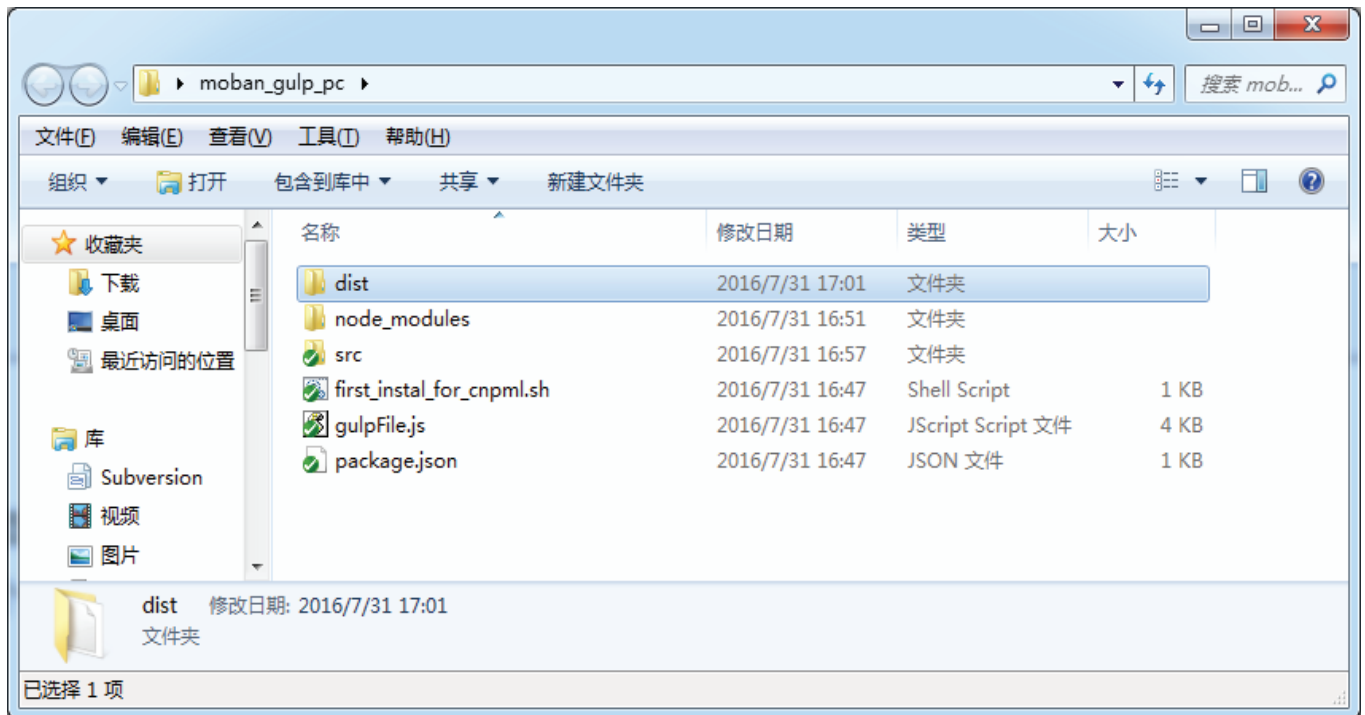 moban_gulp_pc
搜索 mob...
文件(F) 编辑(E) 查看(V) 工具(T) 帮助(H)
组织 打开 包含到库中 共享 新建文件夹
收藏夹
下载
桌面
最近访问的位置
库
Subversion
视频
图片
名称 修改日期 类型 大小
dist 2016/7/31 17:01 文件夹
node_modules 2016/7/31 16:51 文件夹
src 2016/7/31 16:57 文件夹
first_instal_for_cnpml.sh 2016/7/31 16:47 Shell Script 1 KB
gulpFile.js 2016/7/31 16:47 JScript Script 文件 4 KB
package.json 2016/7/31 16:47 JSON 文件 1 KB
dist 修改日期: 2016/7/31 17:01
文件夹
已选择 1 项